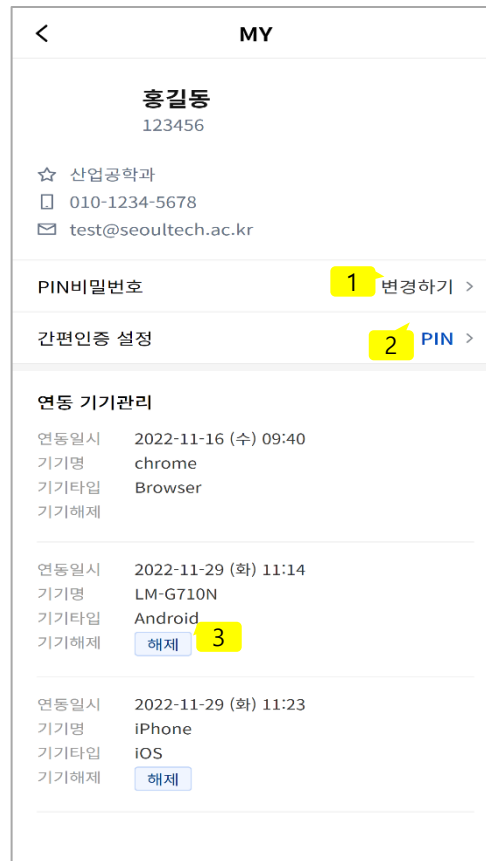 MY
홍길동
123456
산업공학과
010-1234-5678
test@seoultech.ac.kr
PIN비밀번호 1 변경하기 >
간편인증 설정 2 PIN >
연동 기기관리
연동일시 2022-11-16 (수) 09:40
기기명 chrome
기기타입 Browser
기기해제
연동일시 2022-11-29 (화) 11:14
기기명 LM-G710N
기기타입 Android
기기해제 해제 3
연동일시 2022-11-29 (화) 11:23
기기명 iPhone
기기타입 iOS
기기해제 해제